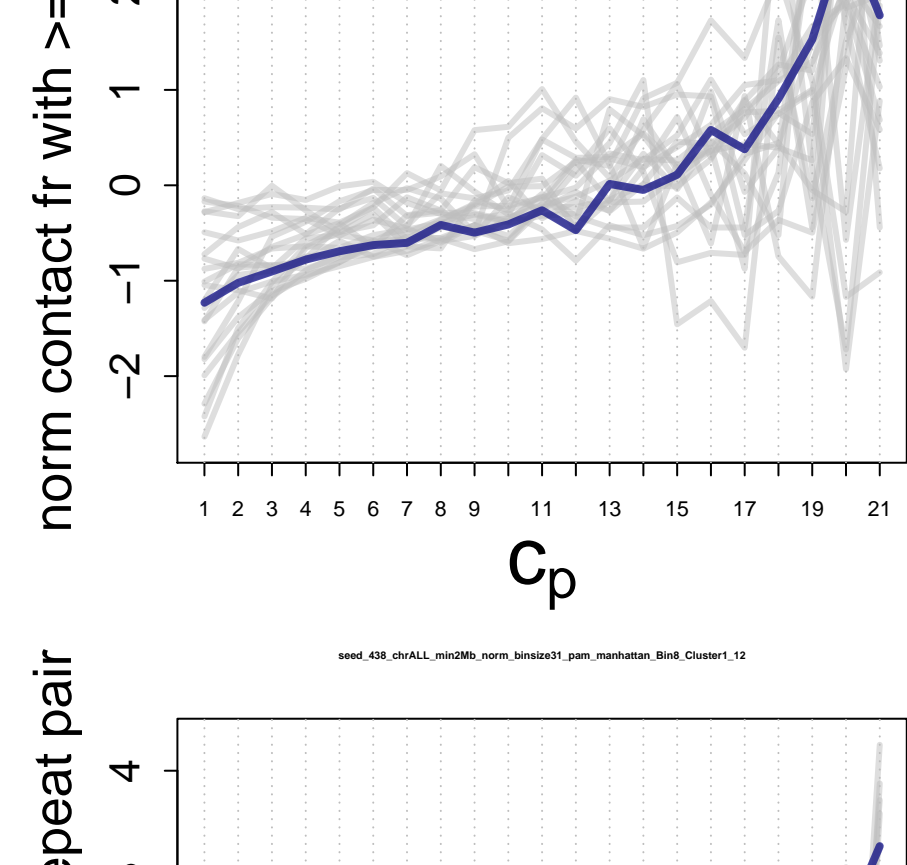 norm contact fr with >=
1
0
−1
−2
1 2 3 4 5 6 7 8 9 11 13 15 17 19 21
cp
seed_438_chrALL_min2Mb_norm_binsize31_pam_manhattan_Bin8_Cluster1_12
epeat pair
4